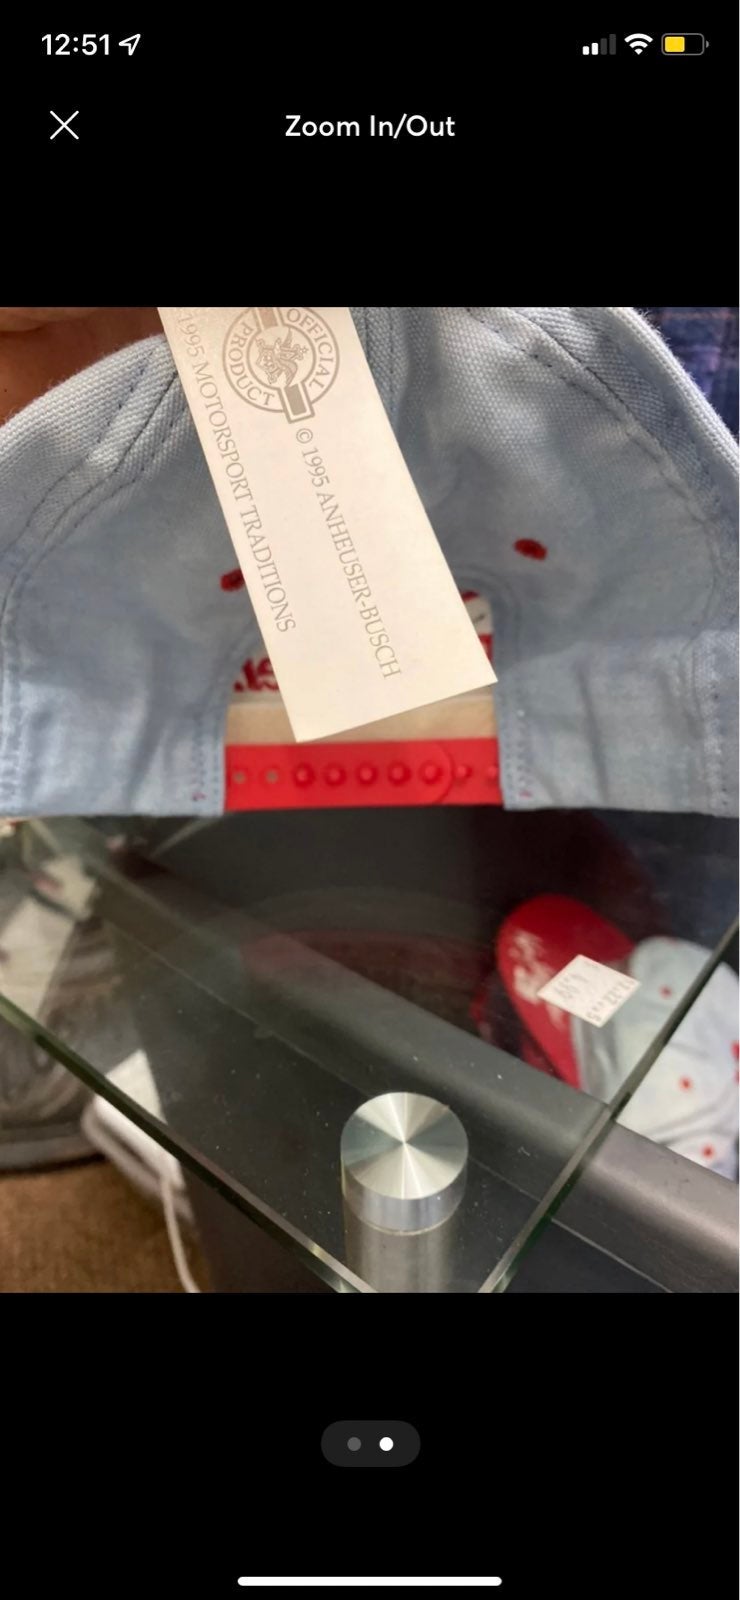 12:51
Zoom In/Out
OFFICIAL
PRODUCT
1995 MOTORSPORT TRADITIONS
© 1995 ANHEUSER-BUSCH